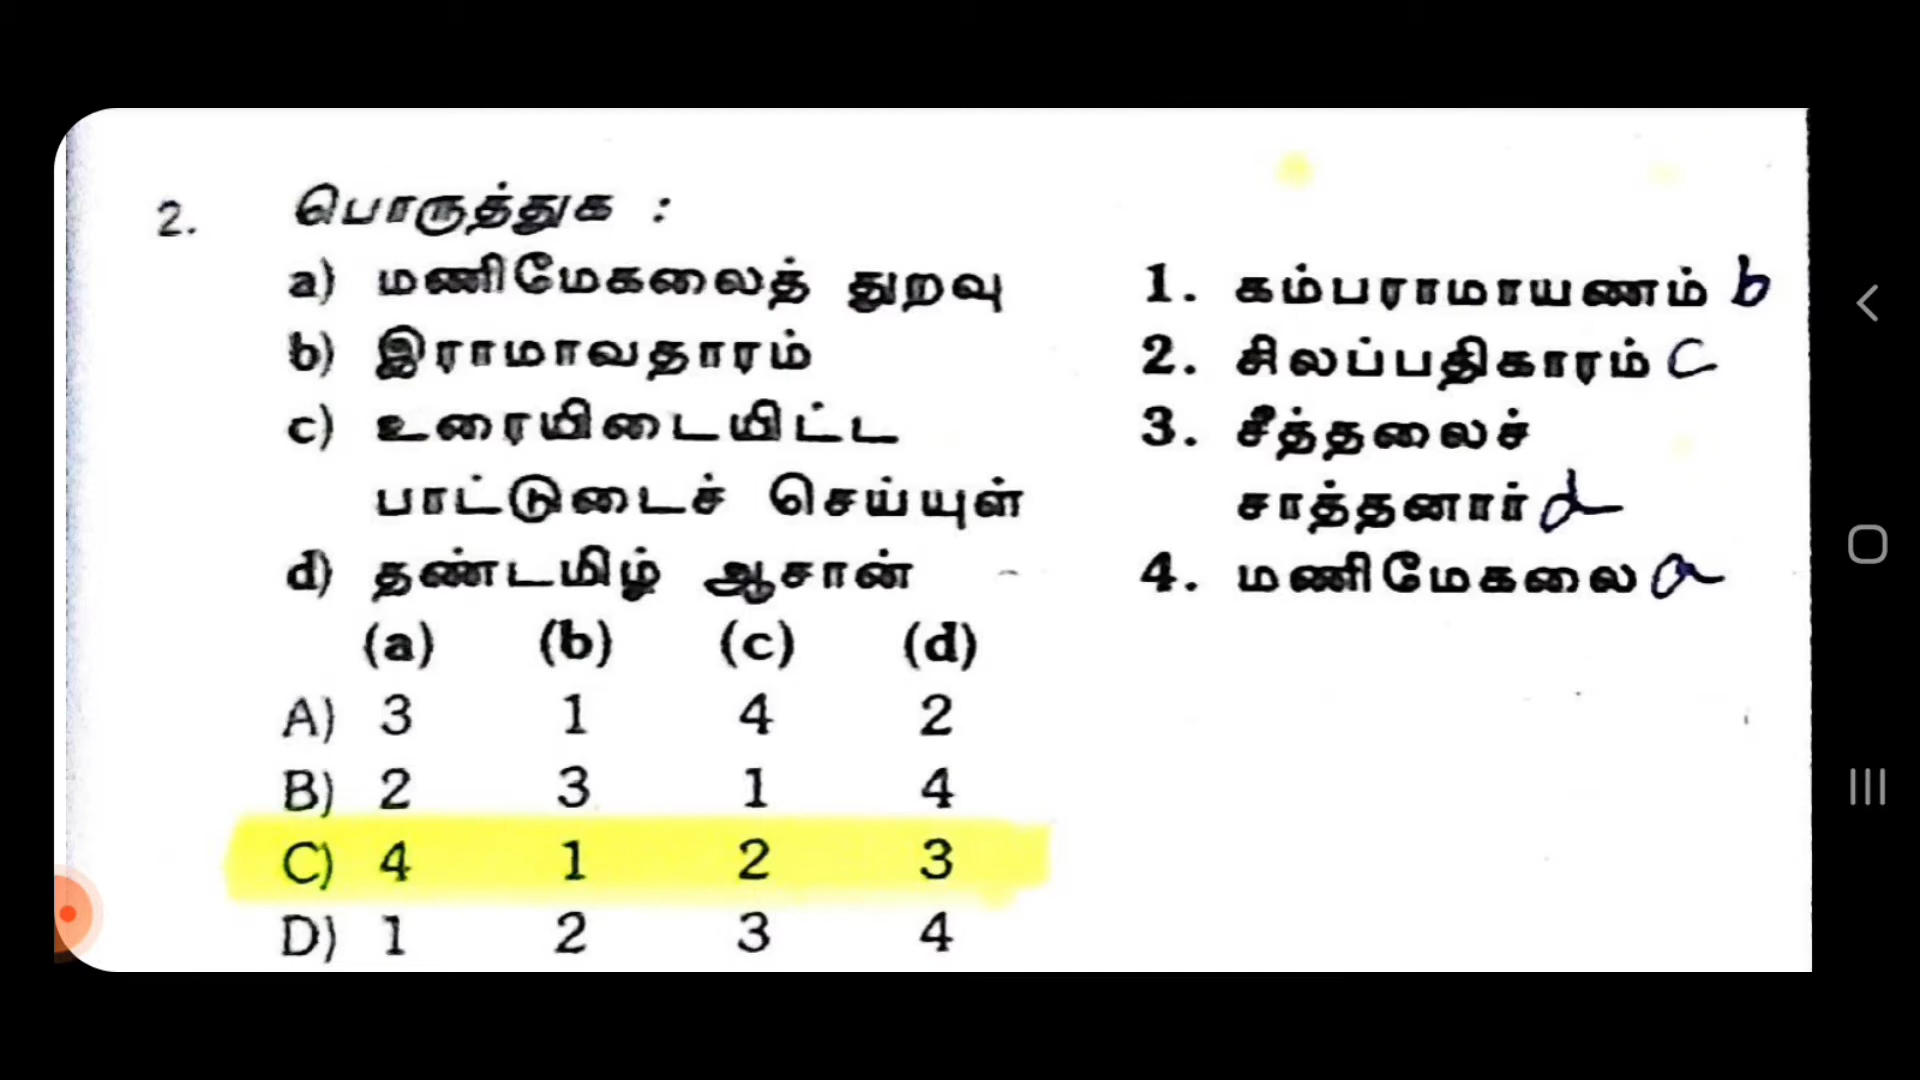 2. பொருத்துக :
a) மணிமேகலைத் துறவு 1. கம்பராமாயணம் b
b) இராமாவதாரம் 2. சிலப்பதிகாரம் c
c) உரையிடையிட்ட 3. சீத்தலைச்
பாட்டுடைச் செய்யுள் சாத்தனார் d
d) தண்டமிழ் ஆசான் 4. மணிமேகலை a
(a) (b) (c) (d)
A) 3 1 4 2
B) 2 3 1 4
C) 4 1 2 3
D) 1 2 3 4